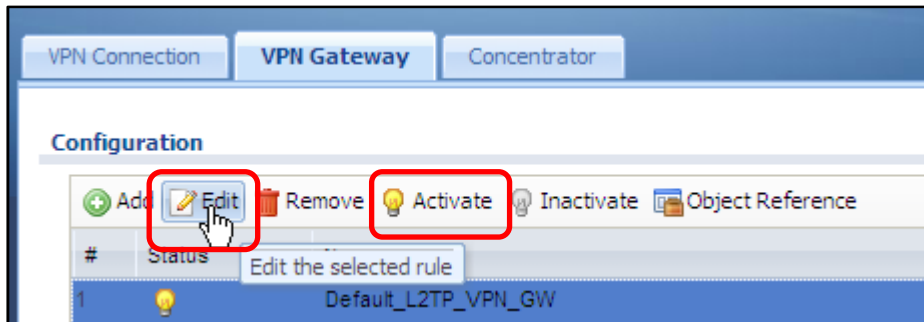 VPN Connection VPN Gateway Concentrator
Configuration
Add Edit Remove Activate Inactivate Object Reference
# Status
Edit the selected rule
1 Default_L2TP_VPN_GW